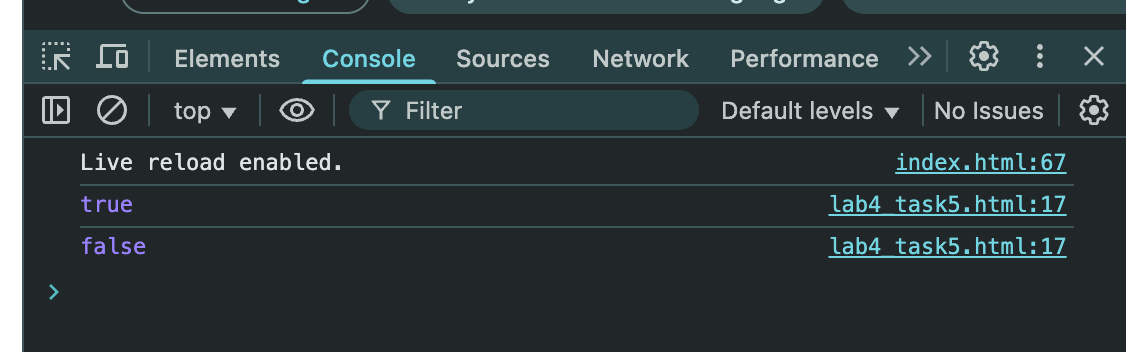 Elements Console Sources Network Performance
top Filter Default levels No Issues
Live reload enabled. index.html:67
true lab4_task5.html:17
false lab4_task5.html:17